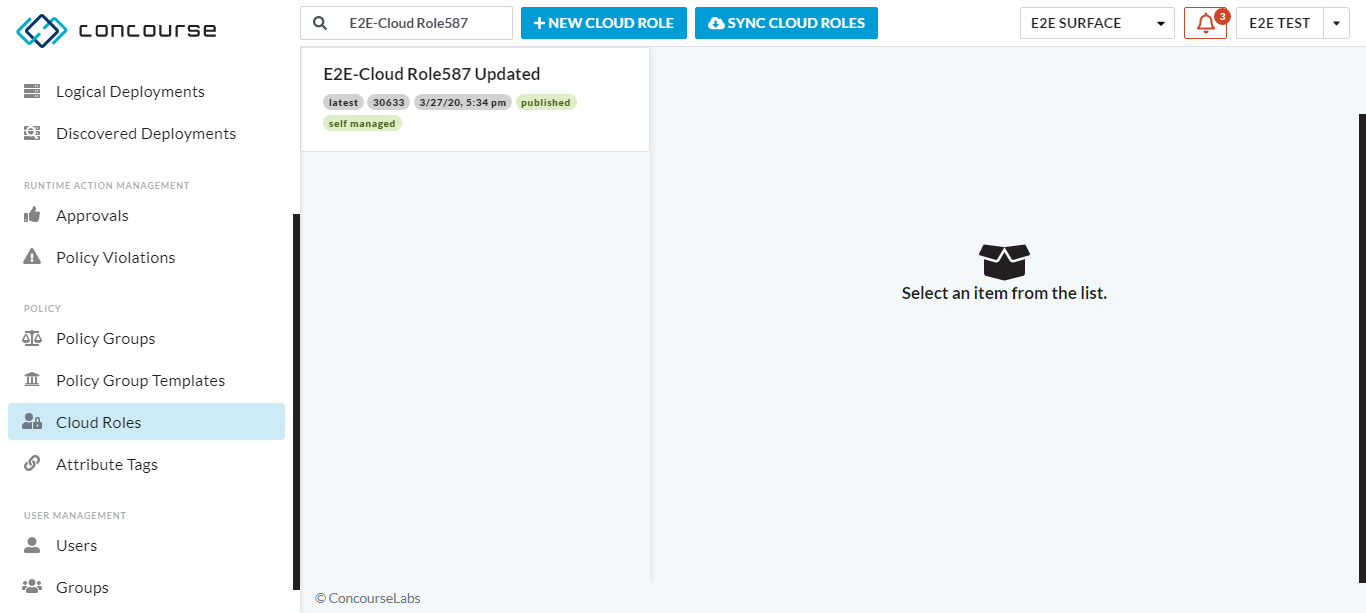 concourse
E2E-Cloud Role587
NEW CLOUD ROLE
SYNC CLOUD ROLES
E2E SURFACE
3
E2E TEST
Logical Deployments
Discovered Deployments
RUNTIME ACTION MANAGEMENT
Approvals
Policy Violations
POLICY
Policy Groups
Policy Group Templates
Cloud Roles
Attribute Tags
USER MANAGEMENT
Users
Groups
E2E-Cloud Role587 Updated
latest 30633 3/27/20, 5:34 pm published
self managed
Select an item from the list.
© ConcourseLabs